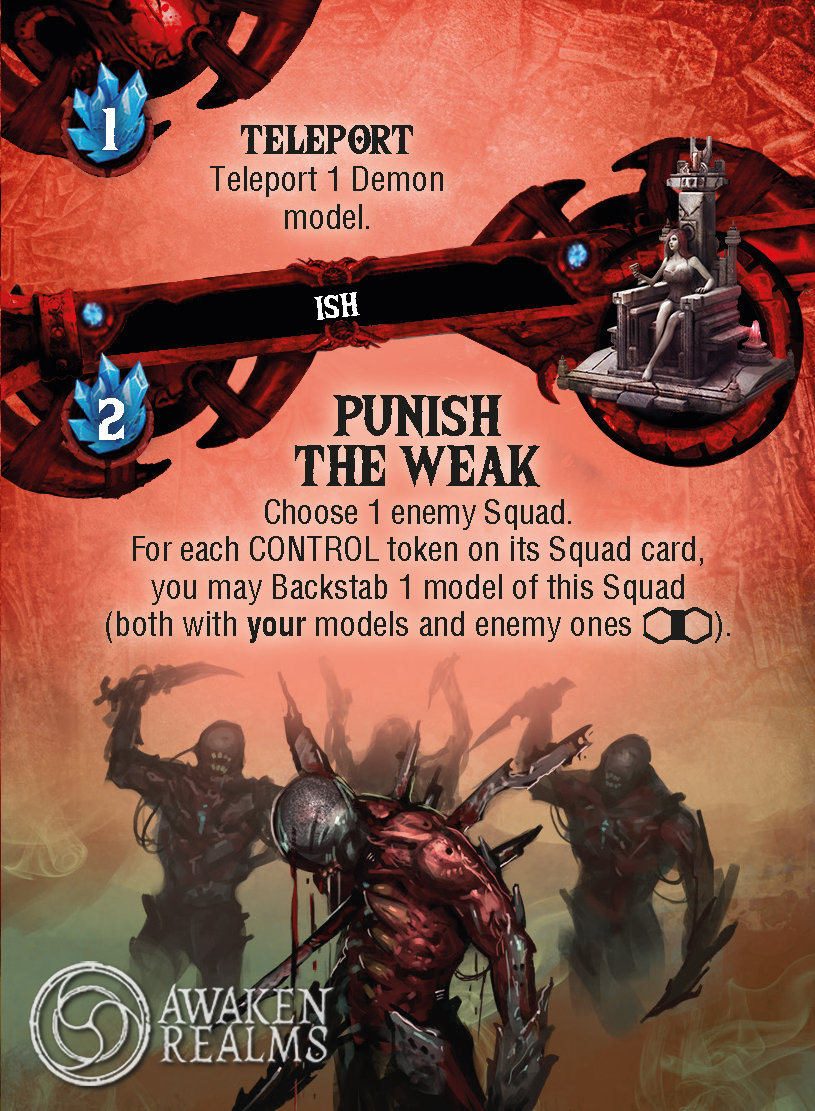 1
TELEPORT
Teleport 1 Demon
model.
ISH
2
PUNISH
THE WEAK
Choose 1 enemy Squad.
For each CONTROL token on its Squad card,
you may Backstab 1 model of this Squad
(both with your models and enemy ones ).
AWAKEN
REALMS